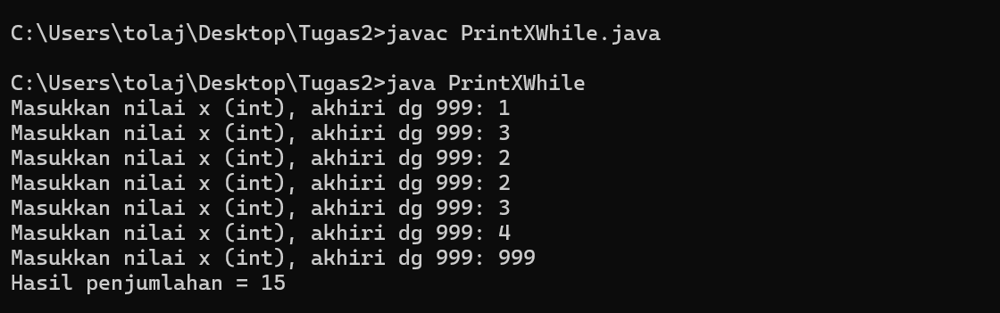 C:\Users\tolaj\Desktop\Tugas2>javac PrintXWhile.java
C:\Users\tolaj\Desktop\Tugas2>java PrintXWhile
Masukkan nilai x (int), akhiri dg 999: 1
Masukkan nilai x (int), akhiri dg 999: 3
Masukkan nilai x (int), akhiri dg 999: 2
Masukkan nilai x (int), akhiri dg 999: 2
Masukkan nilai x (int), akhiri dg 999: 3
Masukkan nilai x (int), akhiri dg 999: 4
Masukkan nilai x (int), akhiri dg 999: 999
Hasil penjumlahan = 15